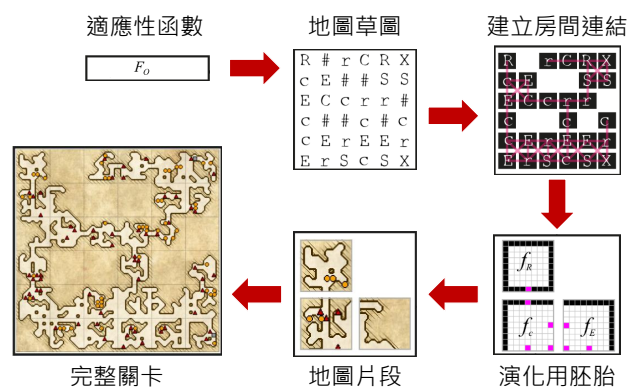 適應性函數
地圖草圖
建立房間連結
F_O
R # r C R X
c E # # S S
E C c r r #
c # # c # c
c E r E E r
E r S c S X
R r C R X
c E S S
E C c r r
c c c
c E r E E r
E r S c S X
f_R
f_c f_E
完整關卡
地圖片段
演化用胚胎